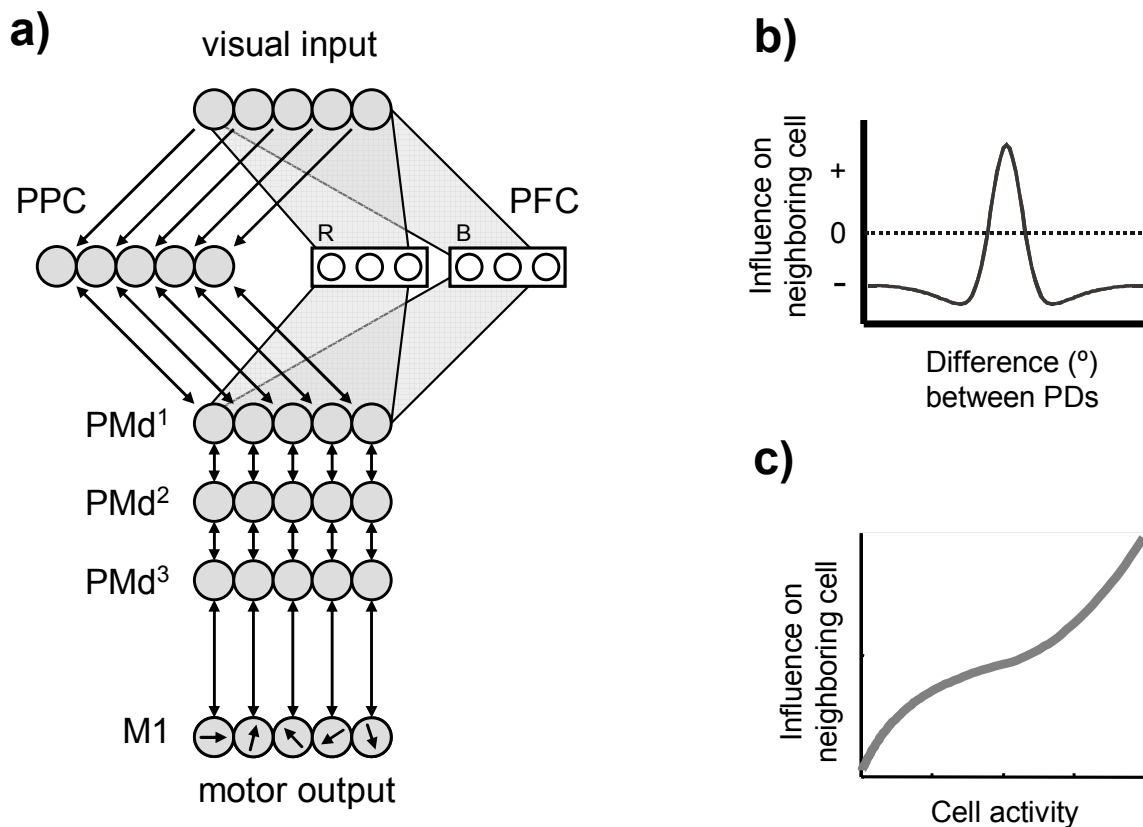 a)
visual input
PPC
PFC
R
B
PMd¹
PMd²
PMd³
M1
motor output
b)
Influence on
neighboring cell
+
0
-
Difference (º)
between PDs
c)
Influence on
neighboring cell
Cell activity